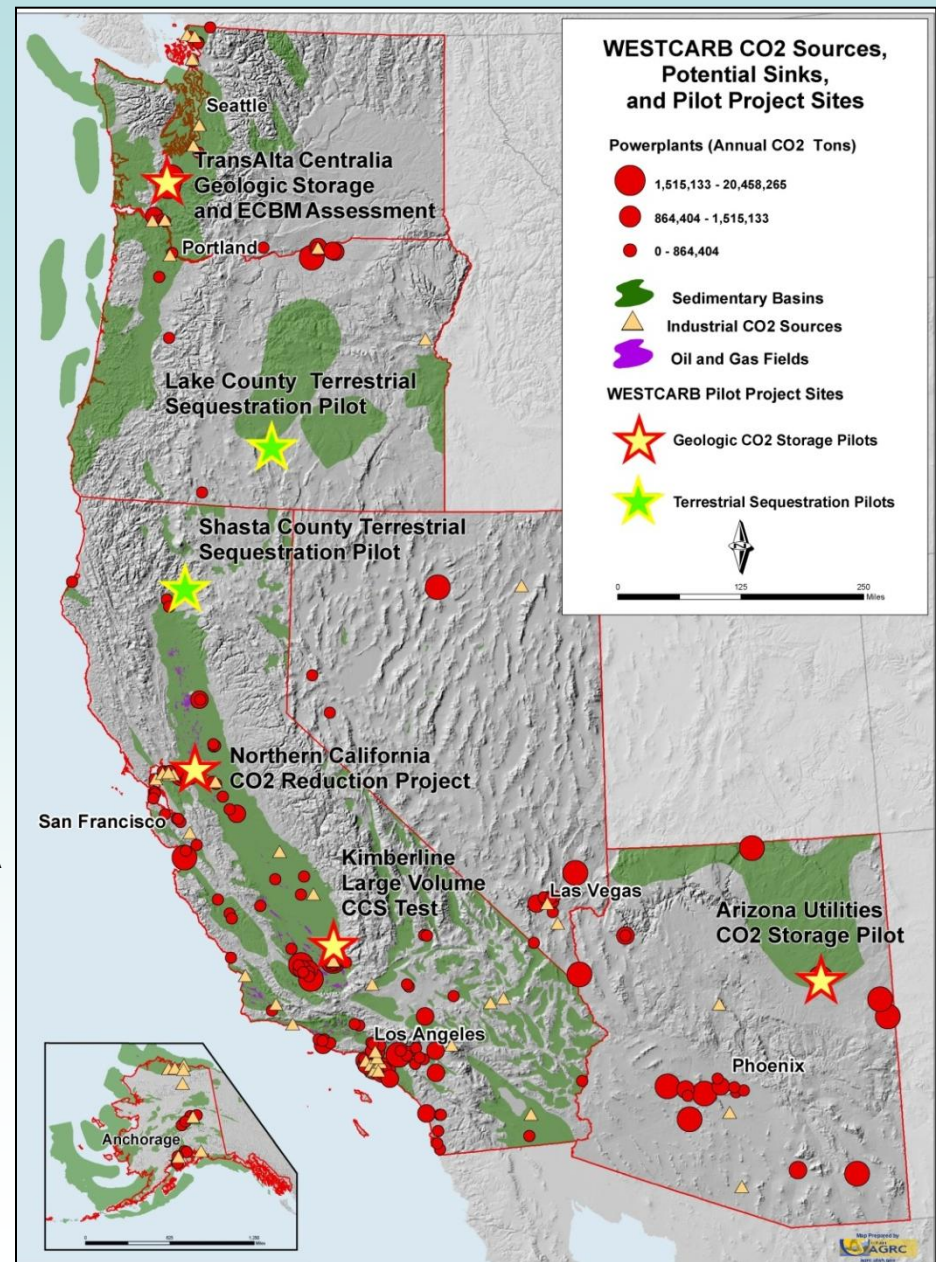 WESTCARB CO2 Sources,
Potential Sinks,
and Pilot Project Sites
Powerplants (Annual CO2 Tons)
1,515,133 - 20,458,265
864,404 - 1,515,133
0 - 864,404
Sedimentary Basins
Industrial CO2 Sources
Oil and Gas Fields
WESTCARB Pilot Project Sites
Geologic CO2 Storage Pilots
Terrestrial Sequestration Pilots
0 125 250
Miles
Seattle
TransAlta Centralia
Geologic Storage
and ECBM Assessment
Portland
Lake County Terrestrial
Sequestration Pilot
Shasta County Terrestrial
Sequestration Pilot
Northern California
CO2 Reduction Project
San Francisco
Kimberline
Large Volume
CCS Test
Las Vegas
Arizona Utilities
CO2 Storage Pilot
Los Angeles
Phoenix
Anchorage
Map Prepared by
AGRC